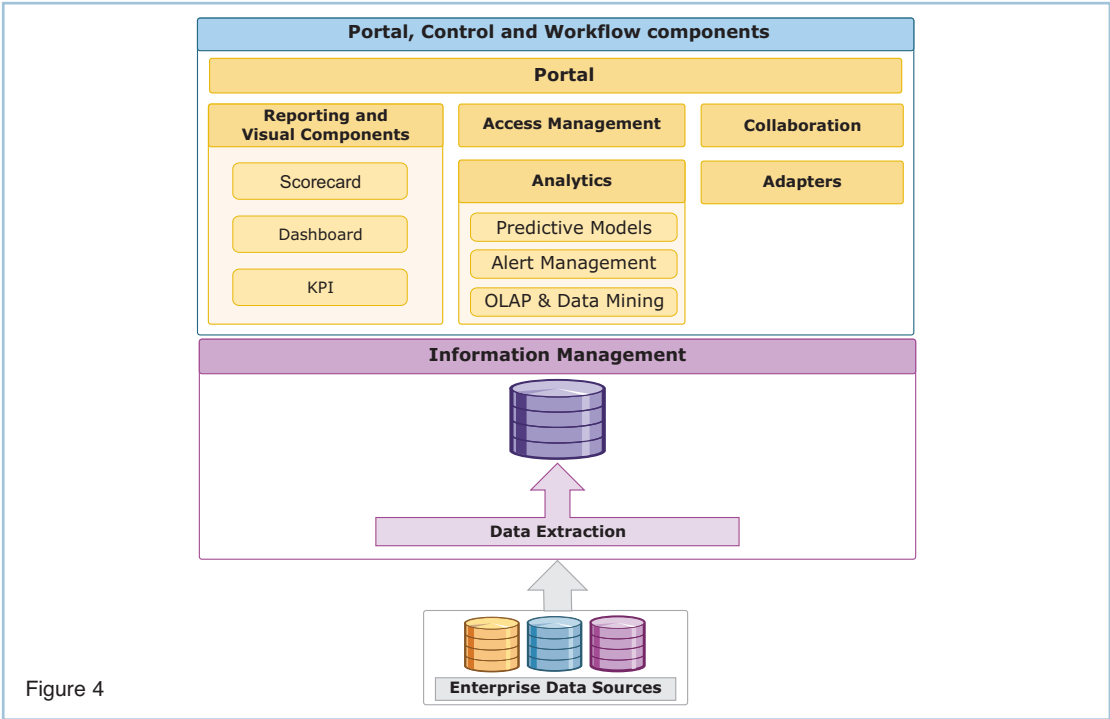 Portal, Control and Workflow components
Portal
Reporting and
Visual Components
Scorecard
Dashboard
KPI
Access Management
Analytics
Predictive Models
Alert Management
OLAP & Data Mining
Collaboration
Adapters
Information Management
Data Extraction
Enterprise Data Sources
Figure 4